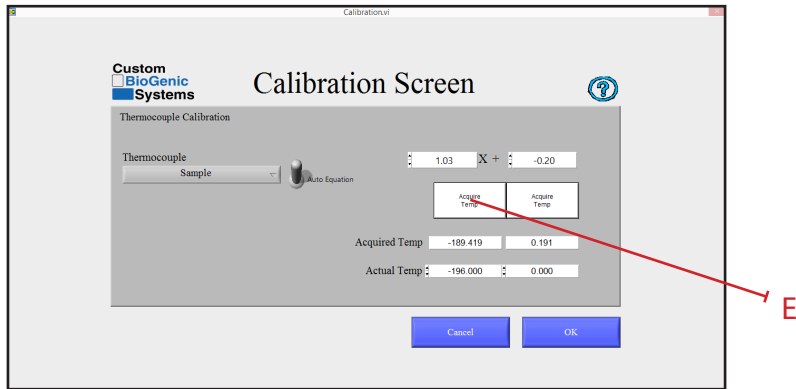 Calibration.vi
Custom
BioGenic
Systems
Calibration Screen
?
Thermocouple Calibration
Thermocouple
Sample
Auto Equation
1.03 X + -0.20
Acquire
Temp
Acquire
Temp
Acquired Temp -189.419 0.191
Actual Temp -196.000 0.000
Cancel OK
E